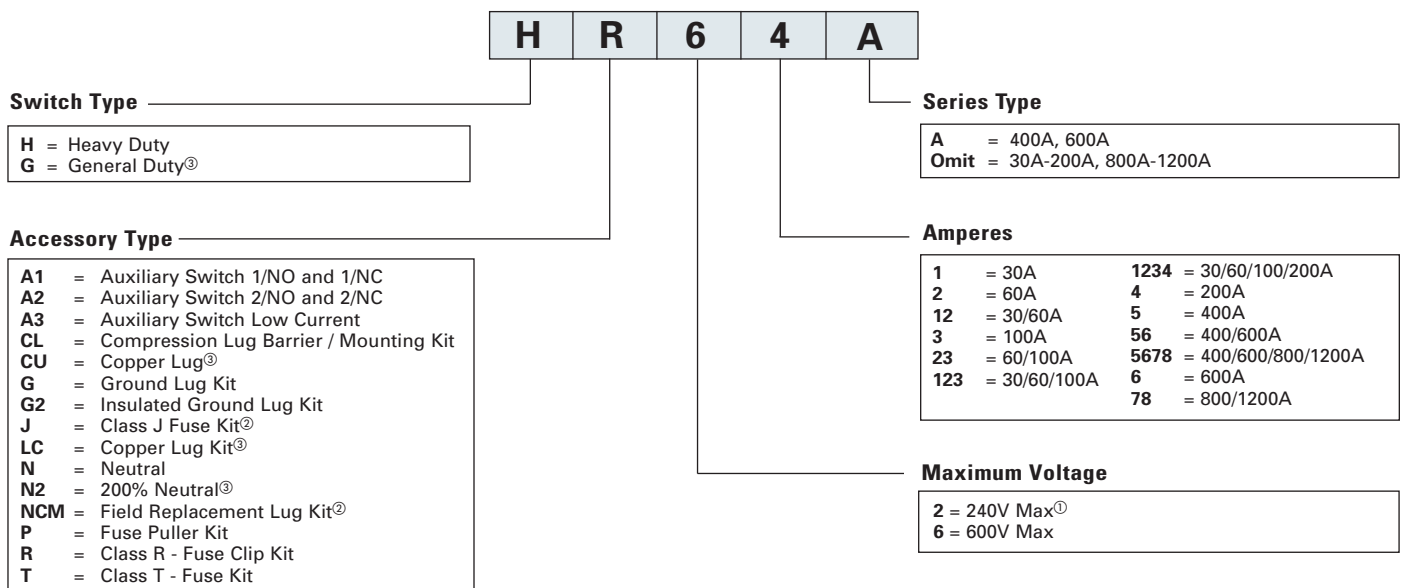 H R 6 4 A
Switch Type
H = Heavy Duty
G = General Duty③
Accessory Type
A1 = Auxiliary Switch 1/NO and 1/NC
A2 = Auxiliary Switch 2/NO and 2/NC
A3 = Auxiliary Switch Low Current
CL = Compression Lug Barrier / Mounting Kit
CU = Copper Lug③
G = Ground Lug Kit
G2 = Insulated Ground Lug Kit
J = Class J Fuse Kit②
LC = Copper Lug Kit③
N = Neutral
N2 = 200% Neutral③
NCM = Field Replacement Lug Kit②
P = Fuse Puller Kit
R = Class R - Fuse Clip Kit
T = Class T - Fuse Kit
Series Type
A = 400A, 600A
Omit = 30A-200A, 800A-1200A
Amperes
1 = 30A
2 = 60A
12 = 30/60A
3 = 100A
23 = 60/100A
123 = 30/60/100A
1234 = 30/60/100/200A
4 = 200A
5 = 400A
56 = 400/600A
5678 = 400/600/800/1200A
6 = 600A
78 = 800/1200A
Maximum Voltage
2 = 240V Max①
6 = 600V Max